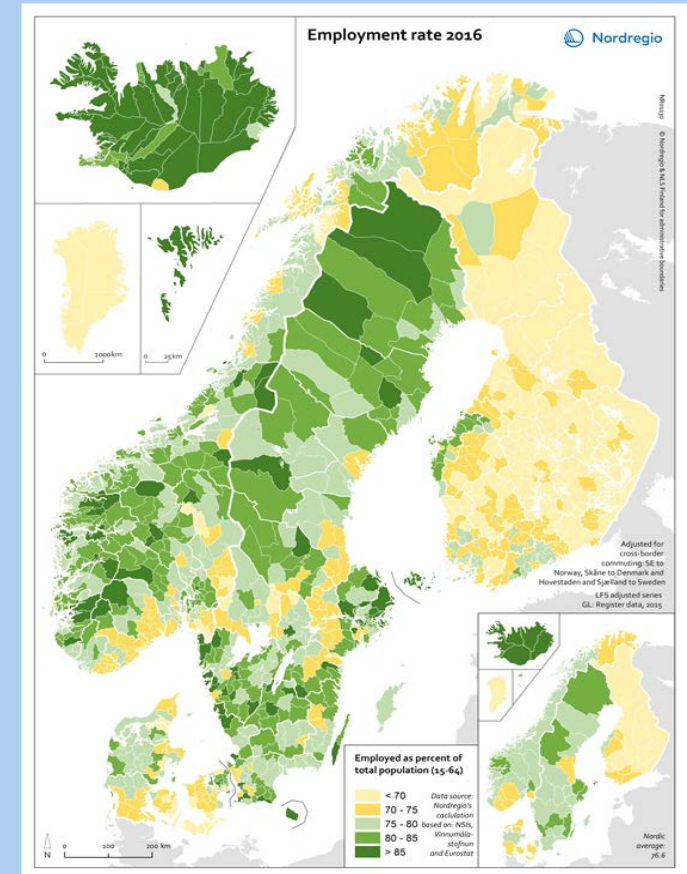 Employment rate 2016
Nordregio
© Nordregio & NLS Finland for administrative boundaries
0 1000km
0 25km
Adjusted for
cross-border
commuting: SE to
Norway, Skåne to Denmark and
Hovestaden and Sjælland to Sweden
LFS adjusted series
GL: Register data, 2015
Employed as percent of
total population (15-64)
< 70
70 - 75
75 - 80
80 - 85
> 85
Data source:
Nordregio's
caclulation
based on: NSIs,
Vinnumála-
stofnun
and Eurostat
Nordic
average:
76.6
N
0 100 200 km